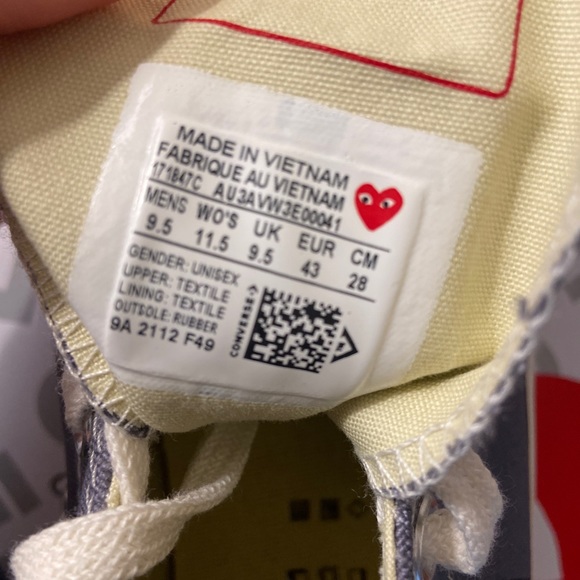 MADE IN VIETNAM
FABRIQUE AU VIETNAM
171847C AU3AVW3E00041
MENS WO'S UK EUR CM
9.5 11.5 9.5 43 28
GENDER: UNISEX
UPPER: TEXTILE
LINING: TEXTILE
OUTSOLE: RUBBER
9A 2112 F49
CONVERSE